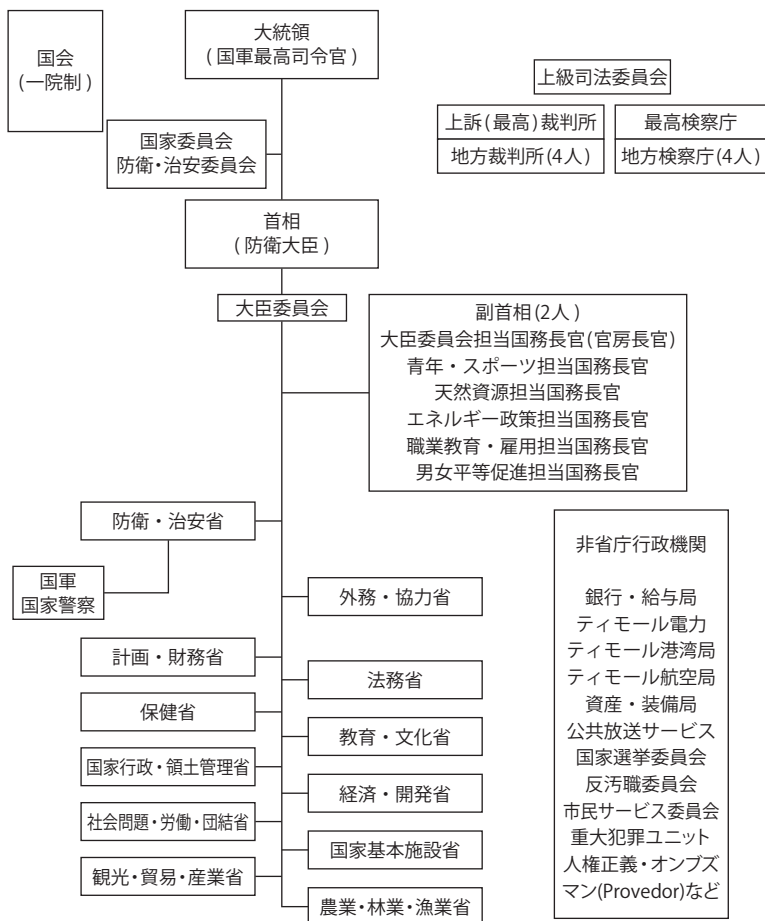 国会
(一院制)
大統領
(国軍最高司令官)
上級司法委員会
上訴(最高)裁判所
最高検察庁
地方裁判所(4人)
地方検察庁(4人)
国家委員会
防衛・治安委員会
首相
(防衛大臣)
大臣委員会
副首相(2人)
大臣委員会担当国務長官(官房長官)
青年・スポーツ担当国務長官
天然資源担当国務長官
エネルギー政策担当国務長官
職業教育・雇用担当国務長官
男女平等促進担当国務長官
防衛・治安省
国軍
国家警察
外務・協力省
計画・財務省
法務省
保健省
教育・文化省
国家行政・領土管理省
経済・開発省
社会問題・労働・団結省
国家基本施設省
観光・貿易・産業省
農業・林業・漁業省
非省庁行政機関
銀行・給与局
ティモール電力
ティモール港湾局
ティモール航空局
資産・装備局
公共放送サービス
国家選挙委員会
反汚職委員会
市民サービス委員会
重大犯罪ユニット
人権正義・オンブズ
マン(Provedor)など